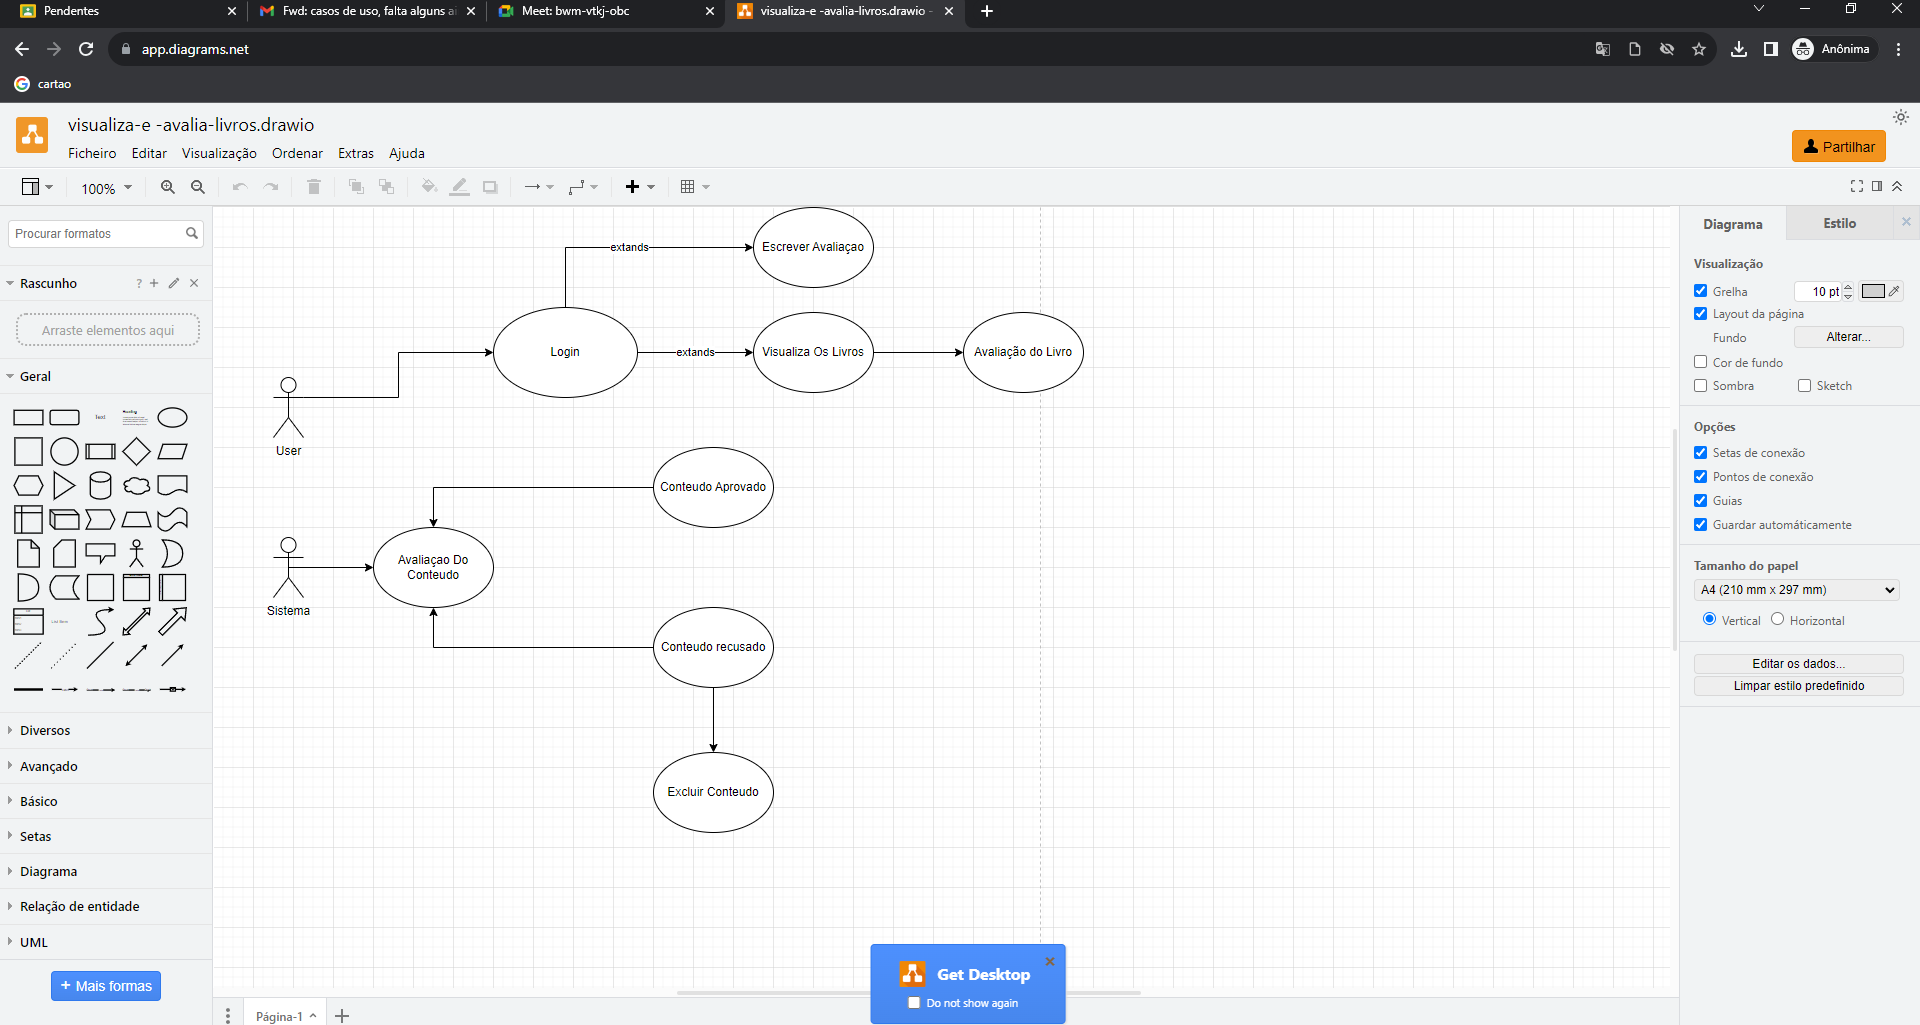 Pendentes
Fwd: casos de uso, falta alguns ai
Meet: bwm-vtkj-obc
visualiza-e -avalia-livros.drawio -
app.diagrams.net
Anônima
cartao
visualiza-e -avalia-livros.drawio
Ficheiro Editar Visualização Ordenar Extras Ajuda
Partilhar
100%
Procurar formatos
Rascunho
?
Arraste elementos aqui
Geral
Text
Heading
List Item
Diversos
Avançado
Básico
Setas
Diagrama
Relação de entidade
UML
+ Mais formas
extands
Escrever Avaliaçao
Login
extands
Visualiza Os Livros
Avaliação do Livro
User
Conteudo Aprovado
Avaliaçao Do
Conteudo
Sistema
Conteudo recusado
Excluir Conteudo
Get Desktop
Do not show again
Página-1
Diagrama
Estilo
Visualização
Grelha
10 pt
Layout da página
Fundo
Alterar...
Cor de fundo
Sombra
Sketch
Opções
Setas de conexão
Pontos de conexão
Guias
Guardar automáticamente
Tamanho do papel
A4 (210 mm x 297 mm)
Vertical
Horizontal
Editar os dados...
Limpar estilo predefinido